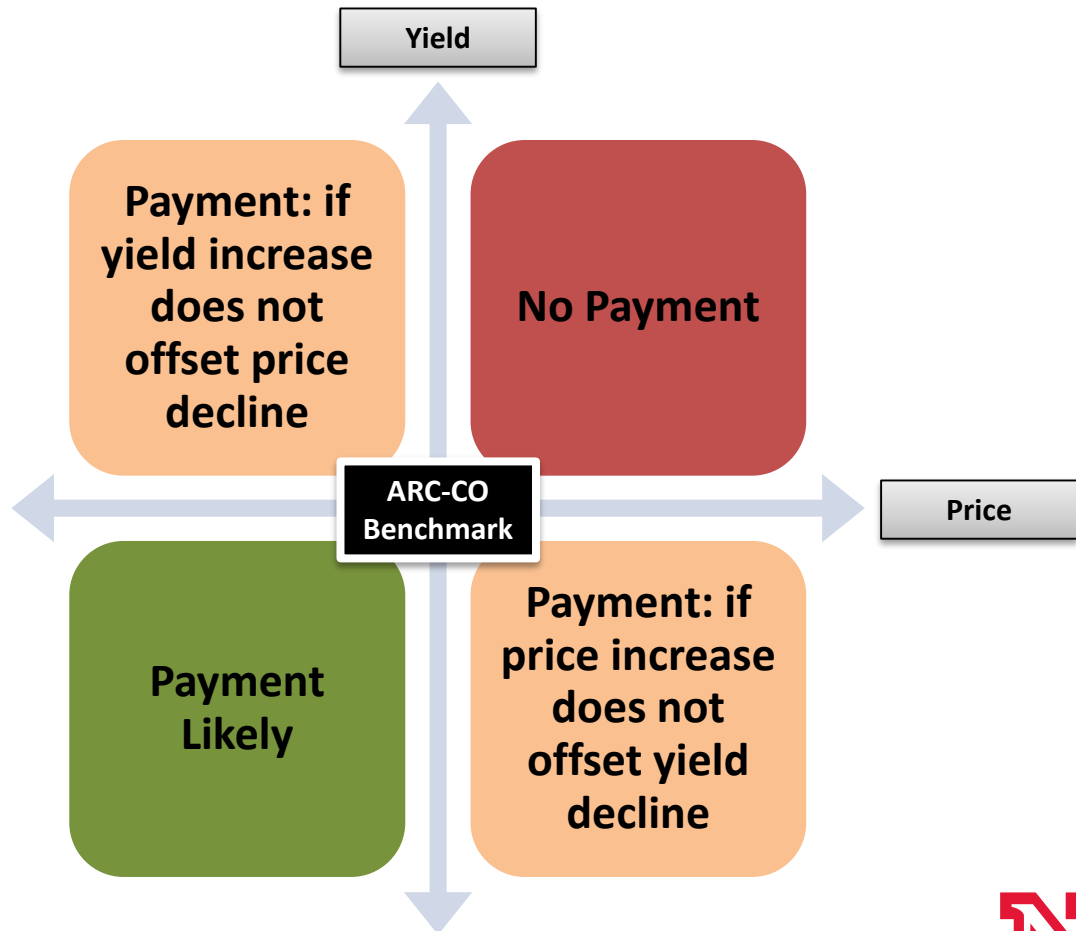 Yield
Payment: if
yield increase
does not
offset price
decline
No Payment
ARC-CO
Benchmark
Price
Payment
Likely
Payment: if
price increase
does not
offset yield
decline
N